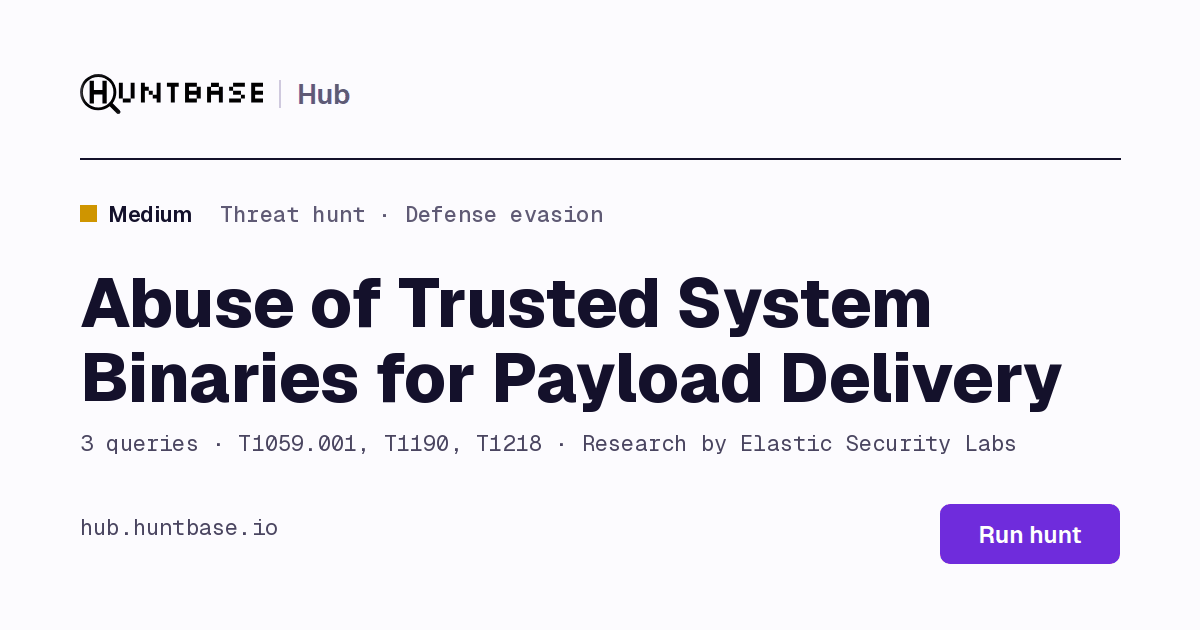 HUNTBASE Hub
Medium Threat hunt · Defense evasion
Abuse of Trusted System
Binaries for Payload Delivery
3 queries · T1059.001, T1190, T1218 · Research by Elastic Security Labs
hub.huntbase.io
Run hunt